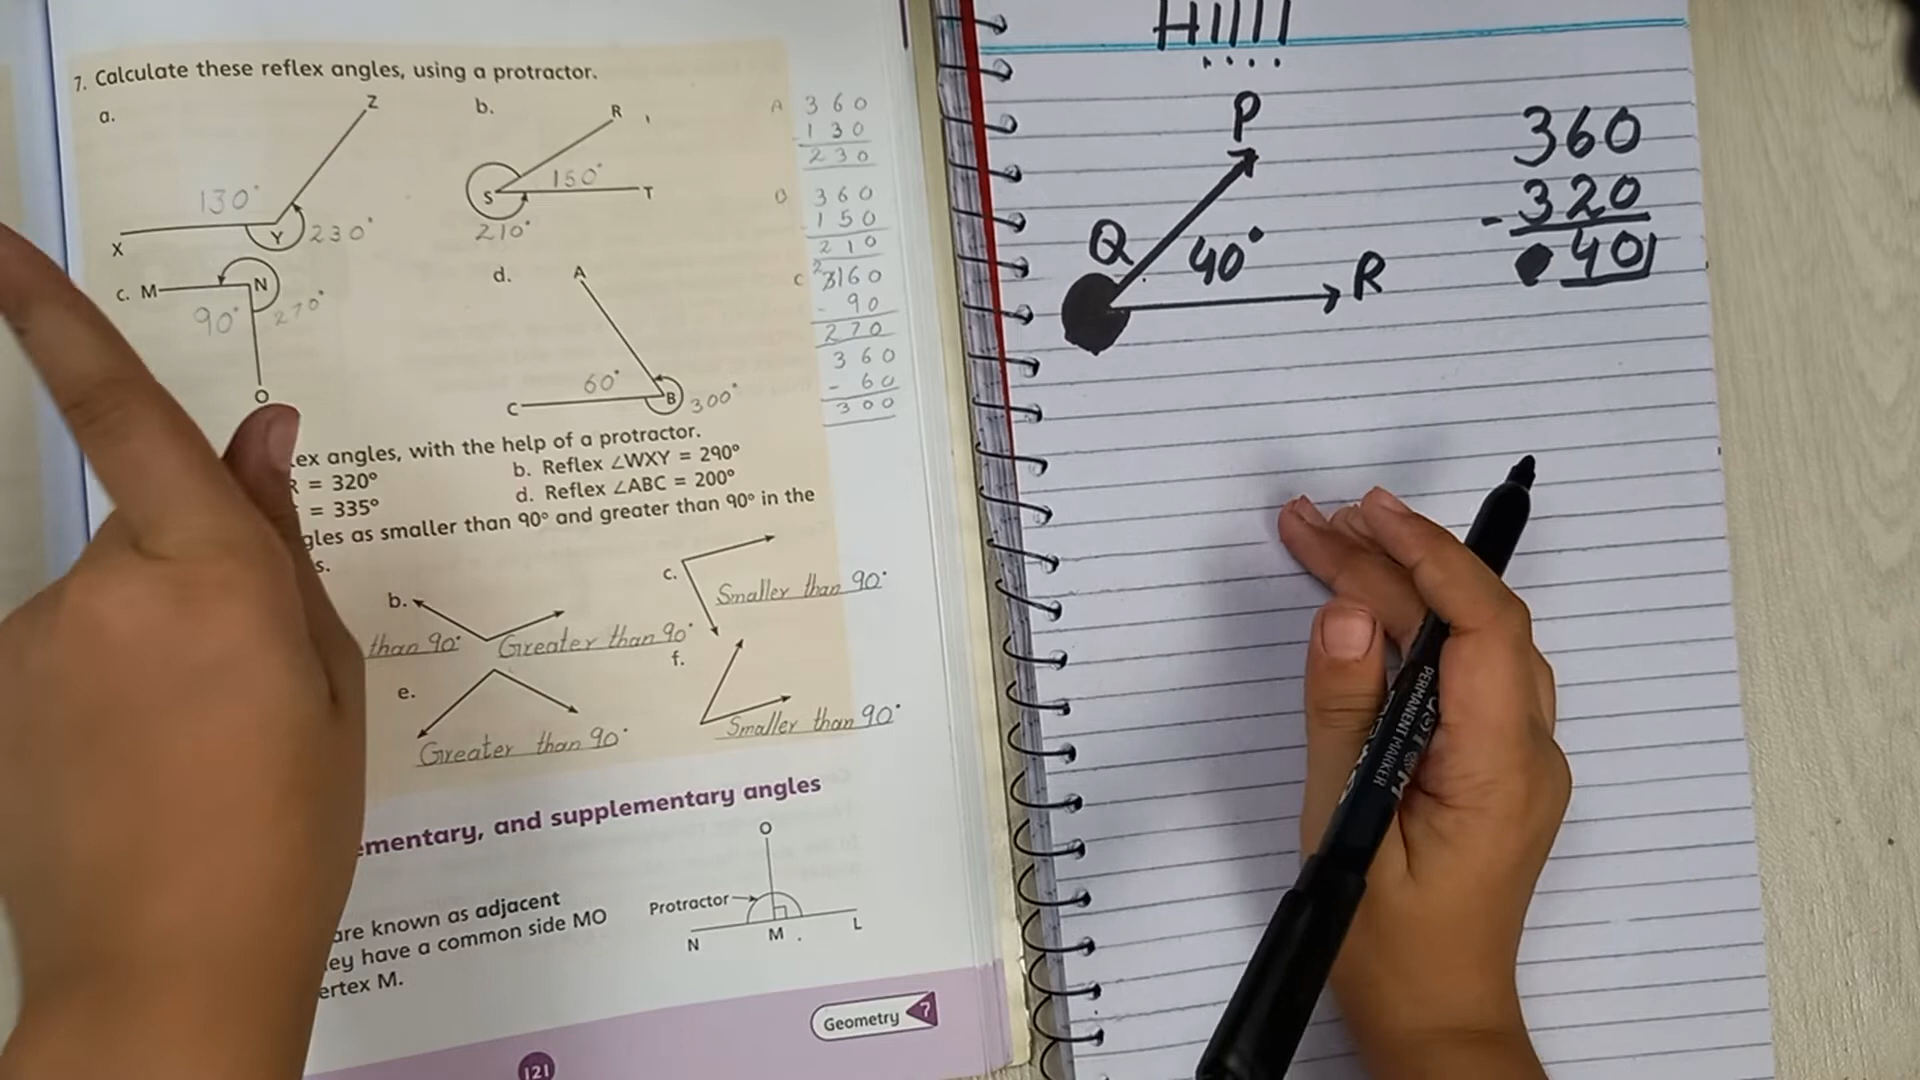 7. Calculate these reflex angles, using a protractor.
a.
Z
130°
X
Y
230°
b.
R
S
150°
T
210°
c. M
N
90°
270°
O
d.
A
60°
C
B
300°
A 360
130
230
360
150
210
C 360
- 90
270
360
- 60
300
ex angles, with the help of a protractor.
R = 320°
b. Reflex ∠WXY = 290°
= 335°
d. Reflex ∠ABC = 200°
gles as smaller than 90° and greater than 90° in the
s.
b.
than 90°
Greater than 90°
c.
Smaller than 90°
e.
Greater than 90°
f.
Smaller than 90°
ementary, and supplementary angles
are known as adjacent
ey have a common side MO
ertex M.
O
Protractor
N
M
L
Geometry 7
121
P
Q
40°
R
360
- 320
40
PERMANENT MARKER